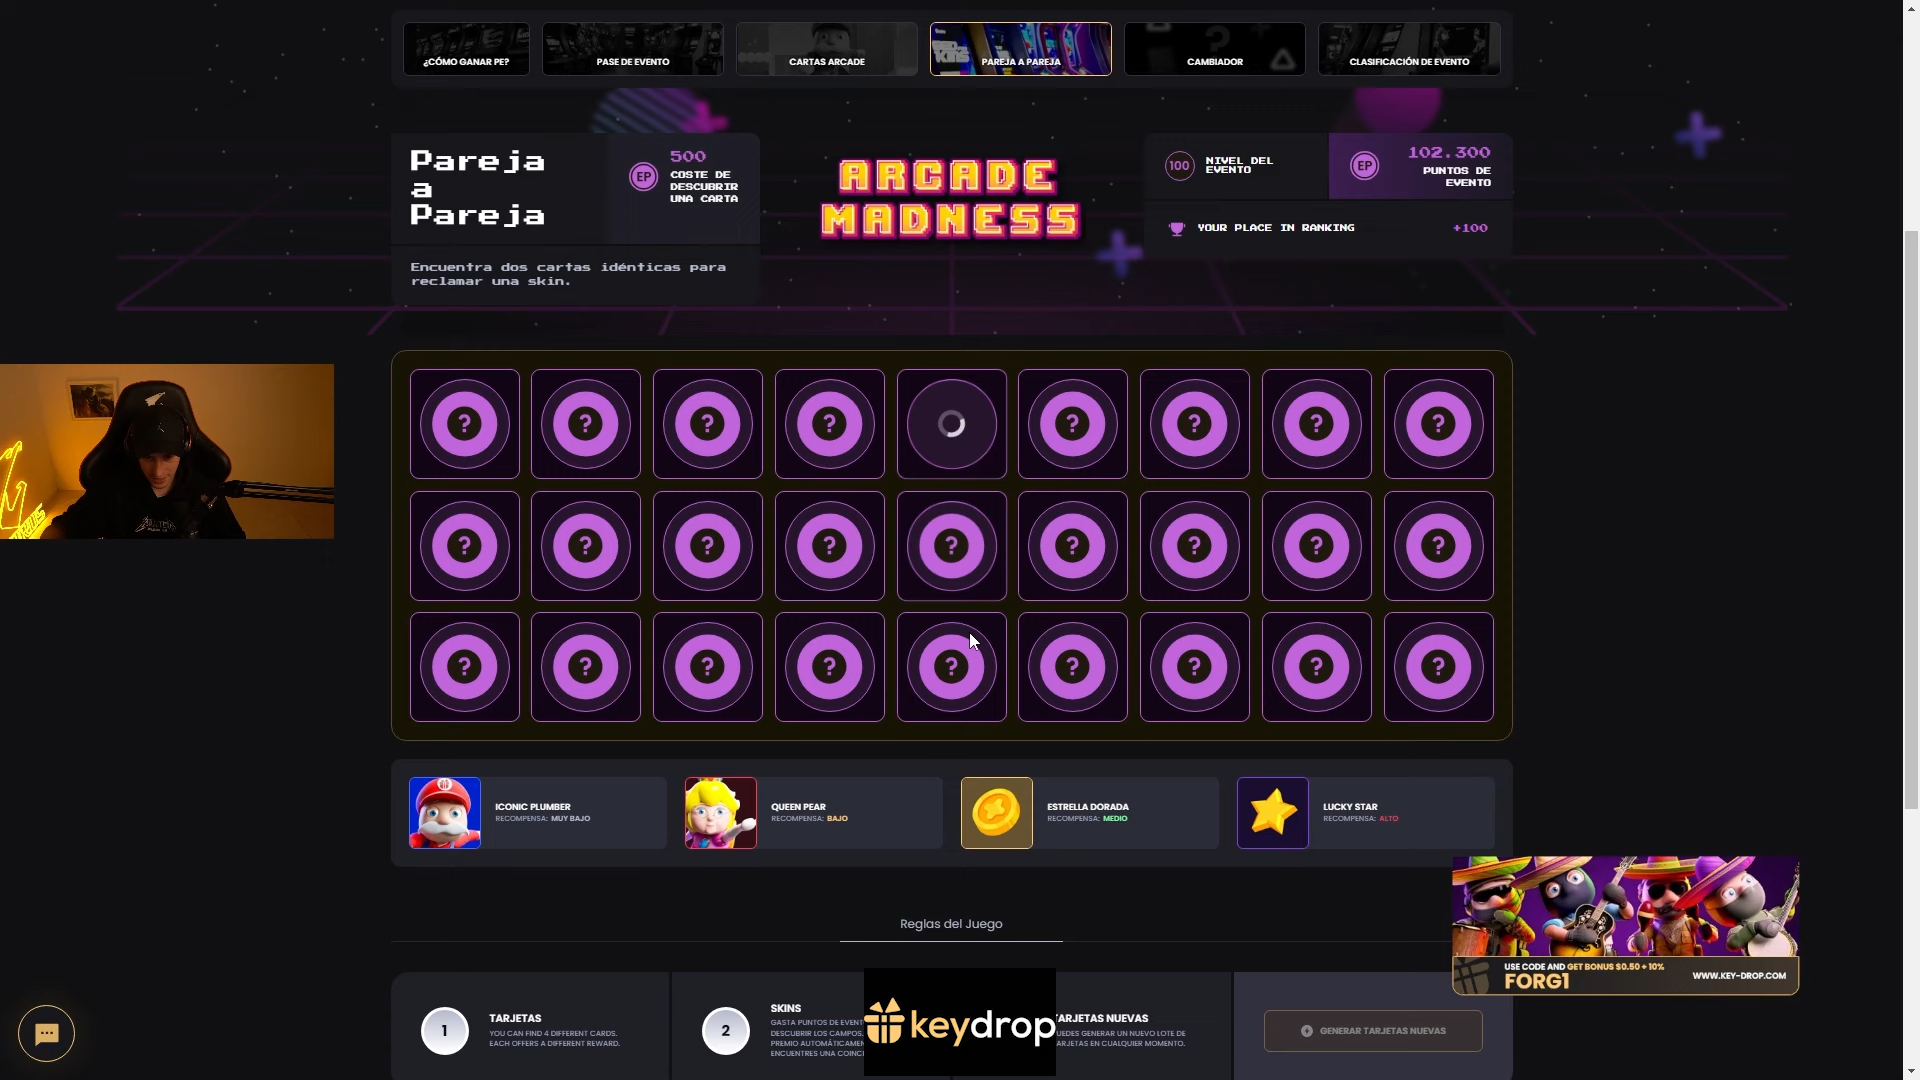 ¿CÓMO GANAR PE?
PASE DE EVENTO
CARTAS ARCADE
PAREJA A PAREJA
CAMBIADOR
CLASIFICACIÓN DE EVENTO
Pareja
a
Pareja
EP
500
COSTE DE
DESCUBRIR
UNA CARTA
Encuentra dos cartas idénticas para
reclamar una skin.
ARCADE
MADNESS
100
NIVEL DEL
EVENTO
EP
102.300
PUNTOS DE
EVENTO
YOUR PLACE IN RANKING
+100
? ? ? ? ? ? ? ?
? ? ? ? ? ? ? ? ?
? ? ? ? ? ? ? ? ?
ICONIC PLUMBER
RECOMPENSA: MUY BAJO
QUEEN PEAR
RECOMPENSA: BAJO
ESTRELLA DORADA
RECOMPENSA: MEDIO
LUCKY STAR
RECOMPENSA: ALTO
Reglas del Juego
USE CODE AND GET BONUS $0.50 + 10%
FORG1
WWW.KEY-DROP.COM
1
TARJETAS
YOU CAN FIND 4 DIFFERENT CARDS.
EACH OFFERS A DIFFERENT REWARD.
2
SKINS
GASTA PUNTOS DE
DESCUBRIR LOS CAMPOS.
PREMIO
ENCUENTRES UNA
keydrop
NUEVAS
GENERAR UN NUEVO LOTE DE
EN CUALQUIER MOMENTO.
GENERAR TARJETAS NUEVAS